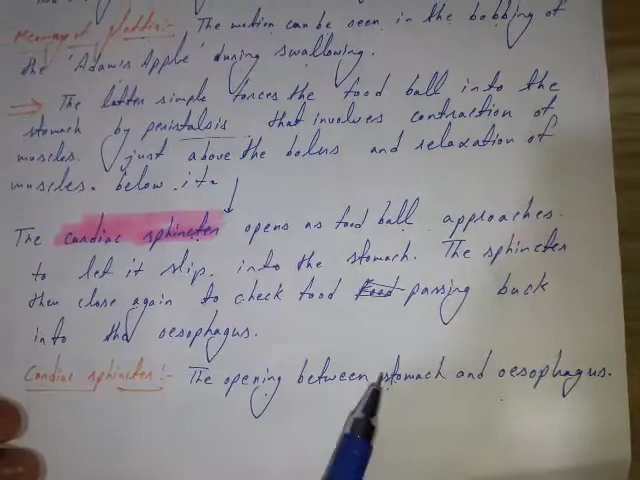 of glottis :- The motion can be seen in the bobbing of
the 'Adam's Apple' during swallowing.
⇒ The latter simple forces the food ball into the
stomach by peristalsis that involves contraction of
muscles. just above the bolus and relaxation of
muscles. below it~
The cardiac sphincter opens as food ball approaches.
to let it slip. into the stomach. The sphincter
then close again to check food passing back
into the oesophagus.
Cardiac sphincter :- The opening between stomach and oesophagus.